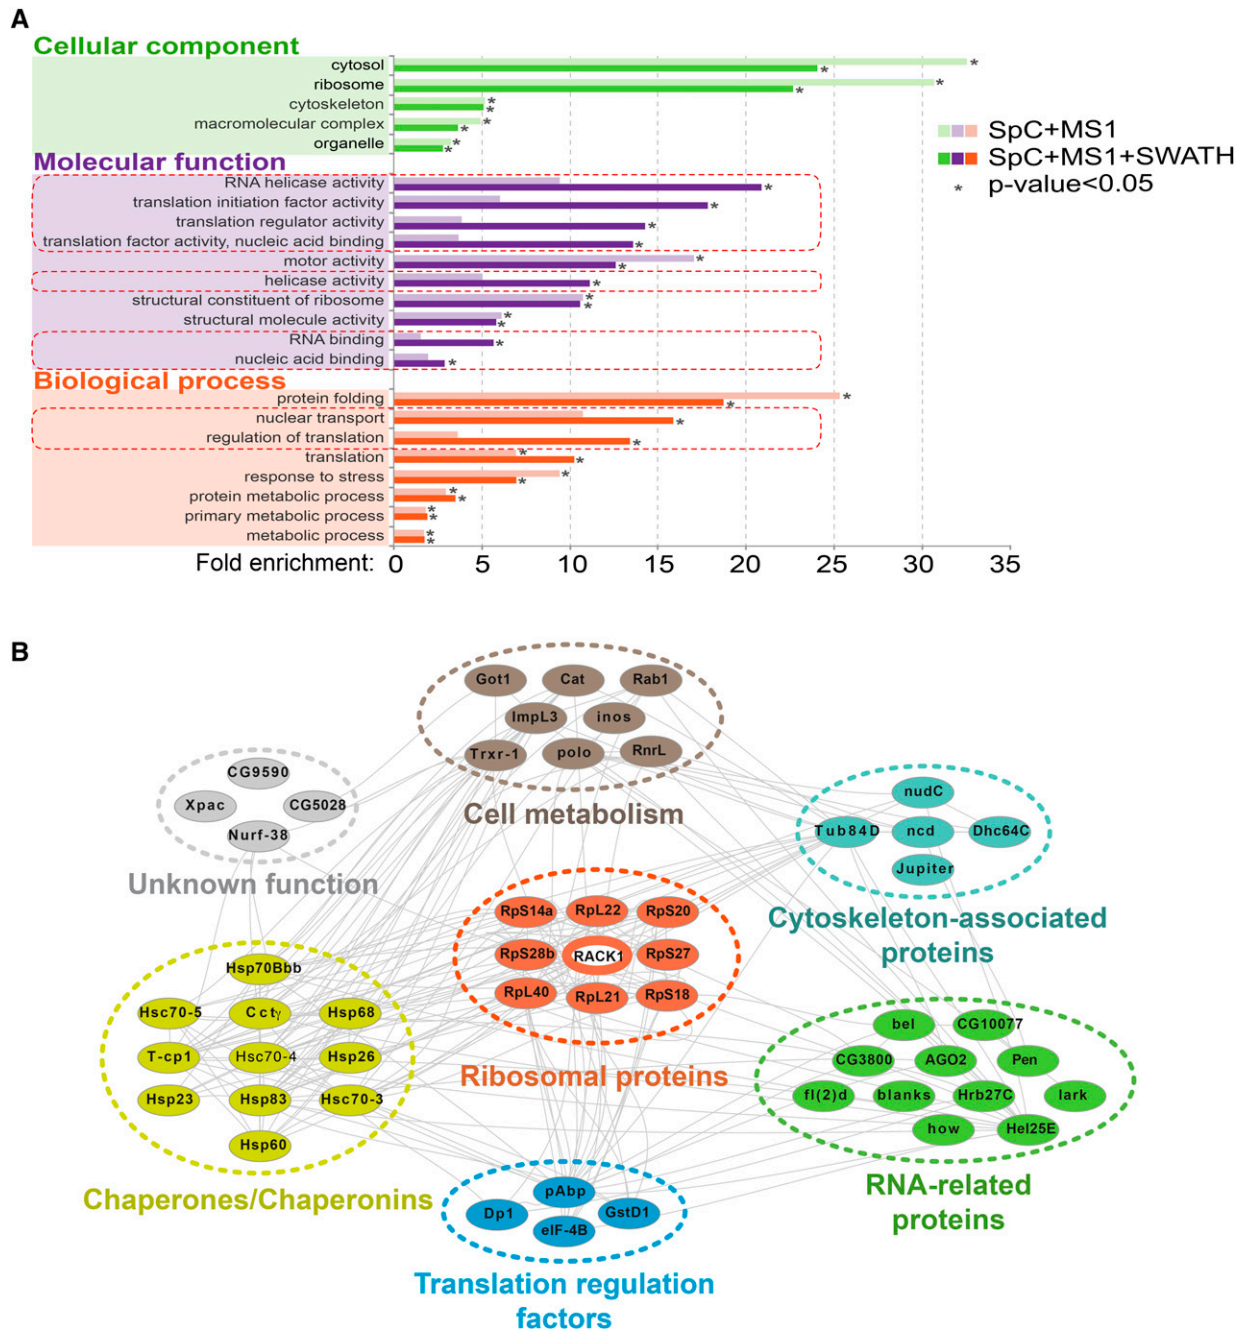 A
Cellular component
cytosol
*
*
ribosome
*
*
cytoskeleton
*
*
macromolecular complex
*
*
organelle
*
*
SpC+MS1
SpC+MS1+SWATH
* p-value<0.05
Molecular function
RNA helicase activity
*
translation initiation factor activity
*
translation regulator activity
*
translation factor activity, nucleic acid binding
*
motor activity
*
*
helicase activity
*
structural constituent of ribosome
*
*
structural molecule activity
*
*
RNA binding
*
nucleic acid binding
*
Biological process
protein folding
*
*
nuclear transport
*
regulation of translation
*
translation
*
*
response to stress
*
*
protein metabolic process
*
*
primary metabolic process
*
*
metabolic process
*
*
Fold enrichment: 0 5 10 15 20 25 30 35
B
Got1 Cat Rab1
ImpL3 inos
Trxr-1 polo RnrL
Cell metabolism
CG9590
Xpac CG5028
Nurf-38
Unknown function
nudC
Tub84D ncd Dhc64C
Jupiter
Cytoskeleton-associated
proteins
RpS14a RpL22 RpS20
RpS28b RACK1 RpS27
RpL40 RpL21 RpS18
Ribosomal proteins
Hsp70Bbb
Hsc70-5 Cctγ Hsp68
T-cp1 Hsc70-4 Hsp26
Hsp23 Hsp83 Hsc70-3
Hsp60
Chaperones/Chaperonins
bel CG10077
CG3800 AGO2 Pen
fl(2)d blanks Hrb27C lark
how Hel25E
RNA-related
proteins
pAbp
Dp1 GstD1
eIF-4B
Translation regulation
factors